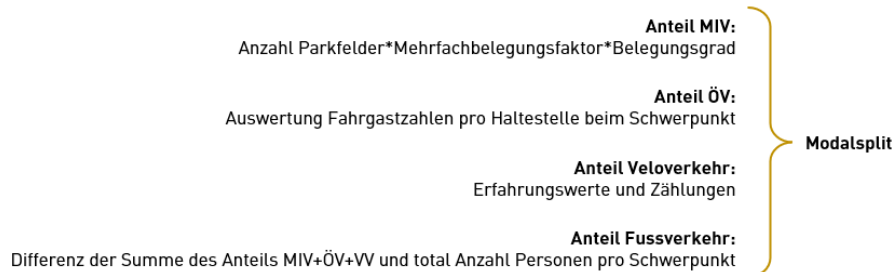 Anteil MIV:
Anzahl Parkfelder*Mehrfachbelegungsfaktor*Belegungsgrad
Anteil ÖV:
Auswertung Fahrgastzahlen pro Haltestelle beim Schwerpunkt
Modalsplit
Anteil Veloverkehr:
Erfahrungswerte und Zählungen
Anteil Fussverkehr:
Differenz der Summe des Anteils MIV+ÖV+VV und total Anzahl Personen pro Schwerpunkt